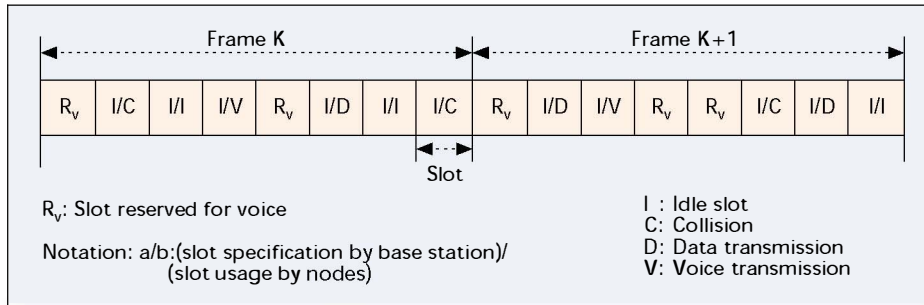 Frame K Frame K+1
Rv I/C I/I I/V Rv I/D I/I I/C Rv I/D I/V Rv Rv I/C I/D I/I
Slot
Rv: Slot reserved for voice
Notation: a/b:(slot specification by base station)/
(slot usage by nodes)
I : Idle slot
C: Collision
D: Data transmission
V: Voice transmission